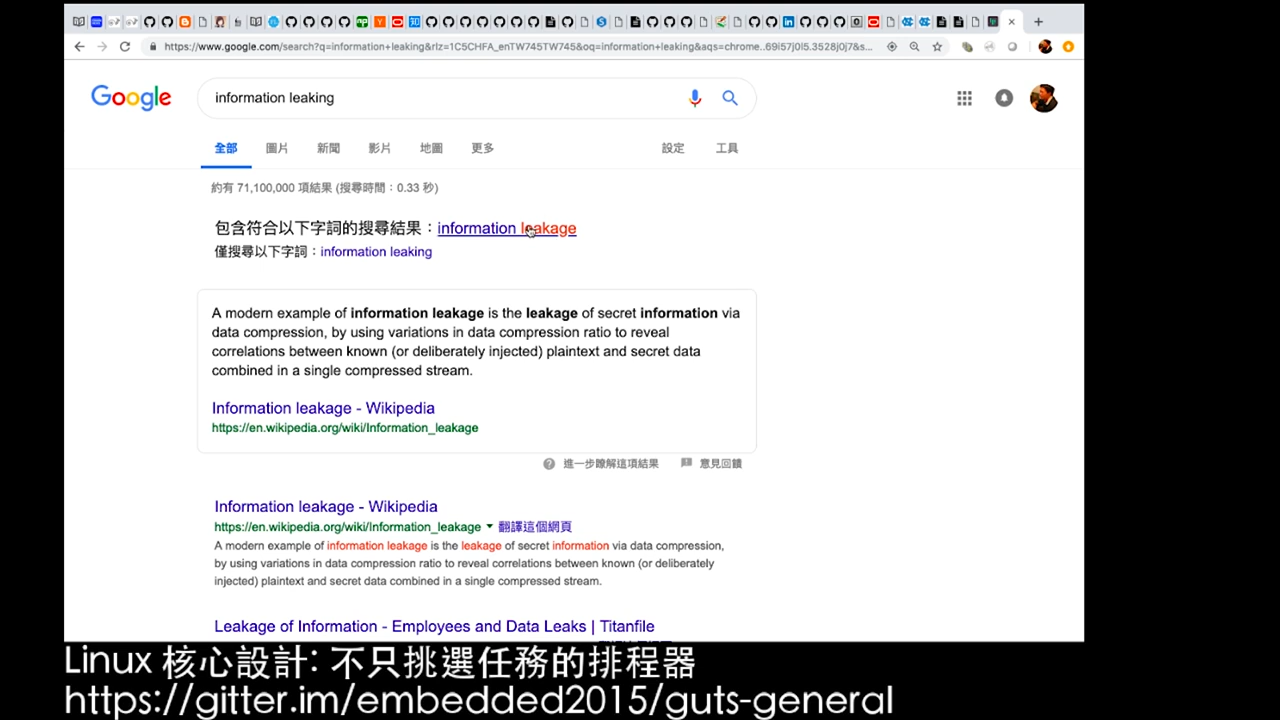 https://www.google.com/search?q=information+leaking&rlz=1C5CHFA_enTW745TW745&oq=information+leaking&aqs=chrome..69i57j0l5.3528j0j7&s...
Google
information leaking
全部 圖片 新聞 影片 地圖 更多 設定 工具
約有 71,100,000 項結果 (搜尋時間：0.33 秒)
包含符合以下字詞的搜尋結果：information leakage
僅搜尋以下字詞：information leaking
A modern example of information leakage is the leakage of secret information via
data compression, by using variations in data compression ratio to reveal
correlations between known (or deliberately injected) plaintext and secret data
combined in a single compressed stream.
Information leakage - Wikipedia
https://en.wikipedia.org/wiki/Information_leakage
進一步瞭解這項結果 意見回饋
Information leakage - Wikipedia
https://en.wikipedia.org/wiki/Information_leakage 翻譯這個網頁
A modern example of information leakage is the leakage of secret information via data compression,
by using variations in data compression ratio to reveal correlations between known (or deliberately
injected) plaintext and secret data combined in a single compressed stream.
Leakage of Information - Employees and Data Leaks | Titanfile
Linux 核心設計: 不只挑選任務的排程器
https://gitter.im/embedded2015/guts-general